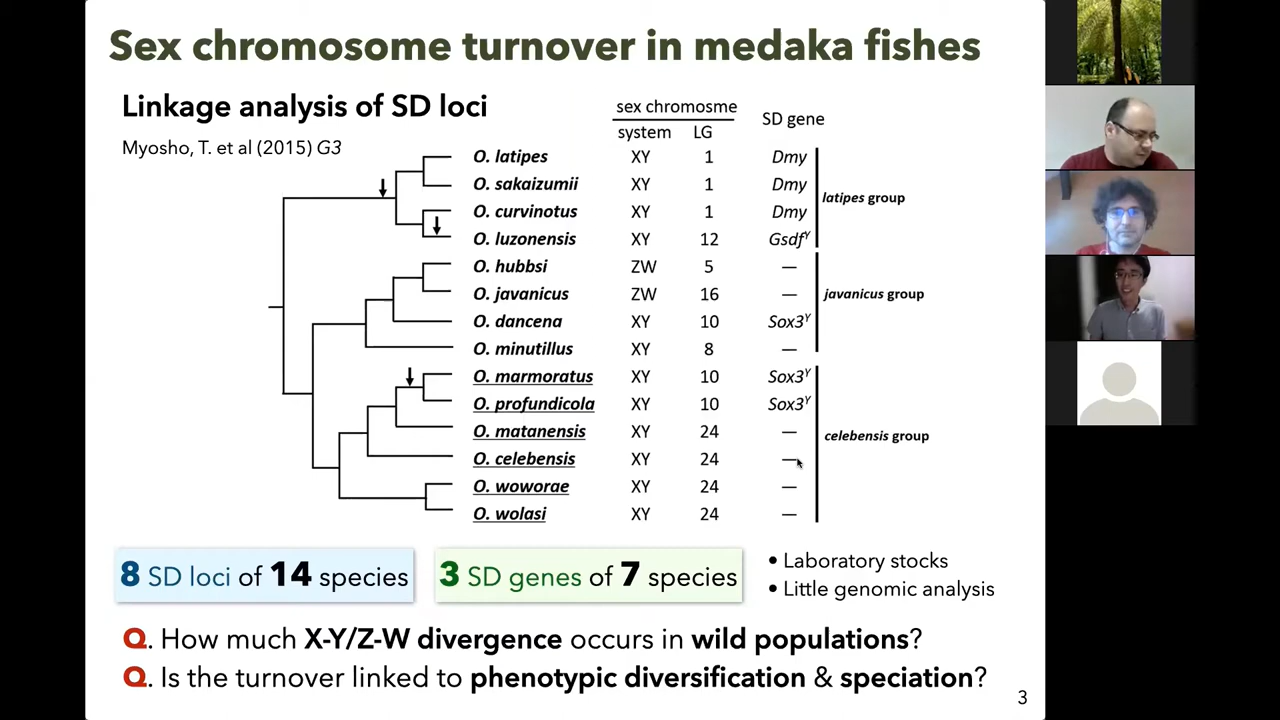 Sex chromosome turnover in medaka fishes
Linkage analysis of SD loci
Myosho, T. et al (2015) G3
sex chromosme
system LG SD gene
O. latipes XY 1 Dmy
O. sakaizumii XY 1 Dmy
O. curvinotus XY 1 Dmy
O. luzonensis XY 12 Gsdfʸ
latipes group
O. hubbsi ZW 5 —
O. javanicus ZW 16 —
O. dancena XY 10 Sox3ʸ
O. minutillus XY 8 —
javanicus group
O. marmoratus XY 10 Sox3ʸ
O. profundicola XY 10 Sox3ʸ
O. matanensis XY 24 —
O. celebensis XY 24 —
O. woworae XY 24 —
O. wolasi XY 24 —
celebensis group
8 SD loci of 14 species
3 SD genes of 7 species
• Laboratory stocks
• Little genomic analysis
Q. How much X-Y/Z-W divergence occurs in wild populations?
Q. Is the turnover linked to phenotypic diversification & speciation?
3